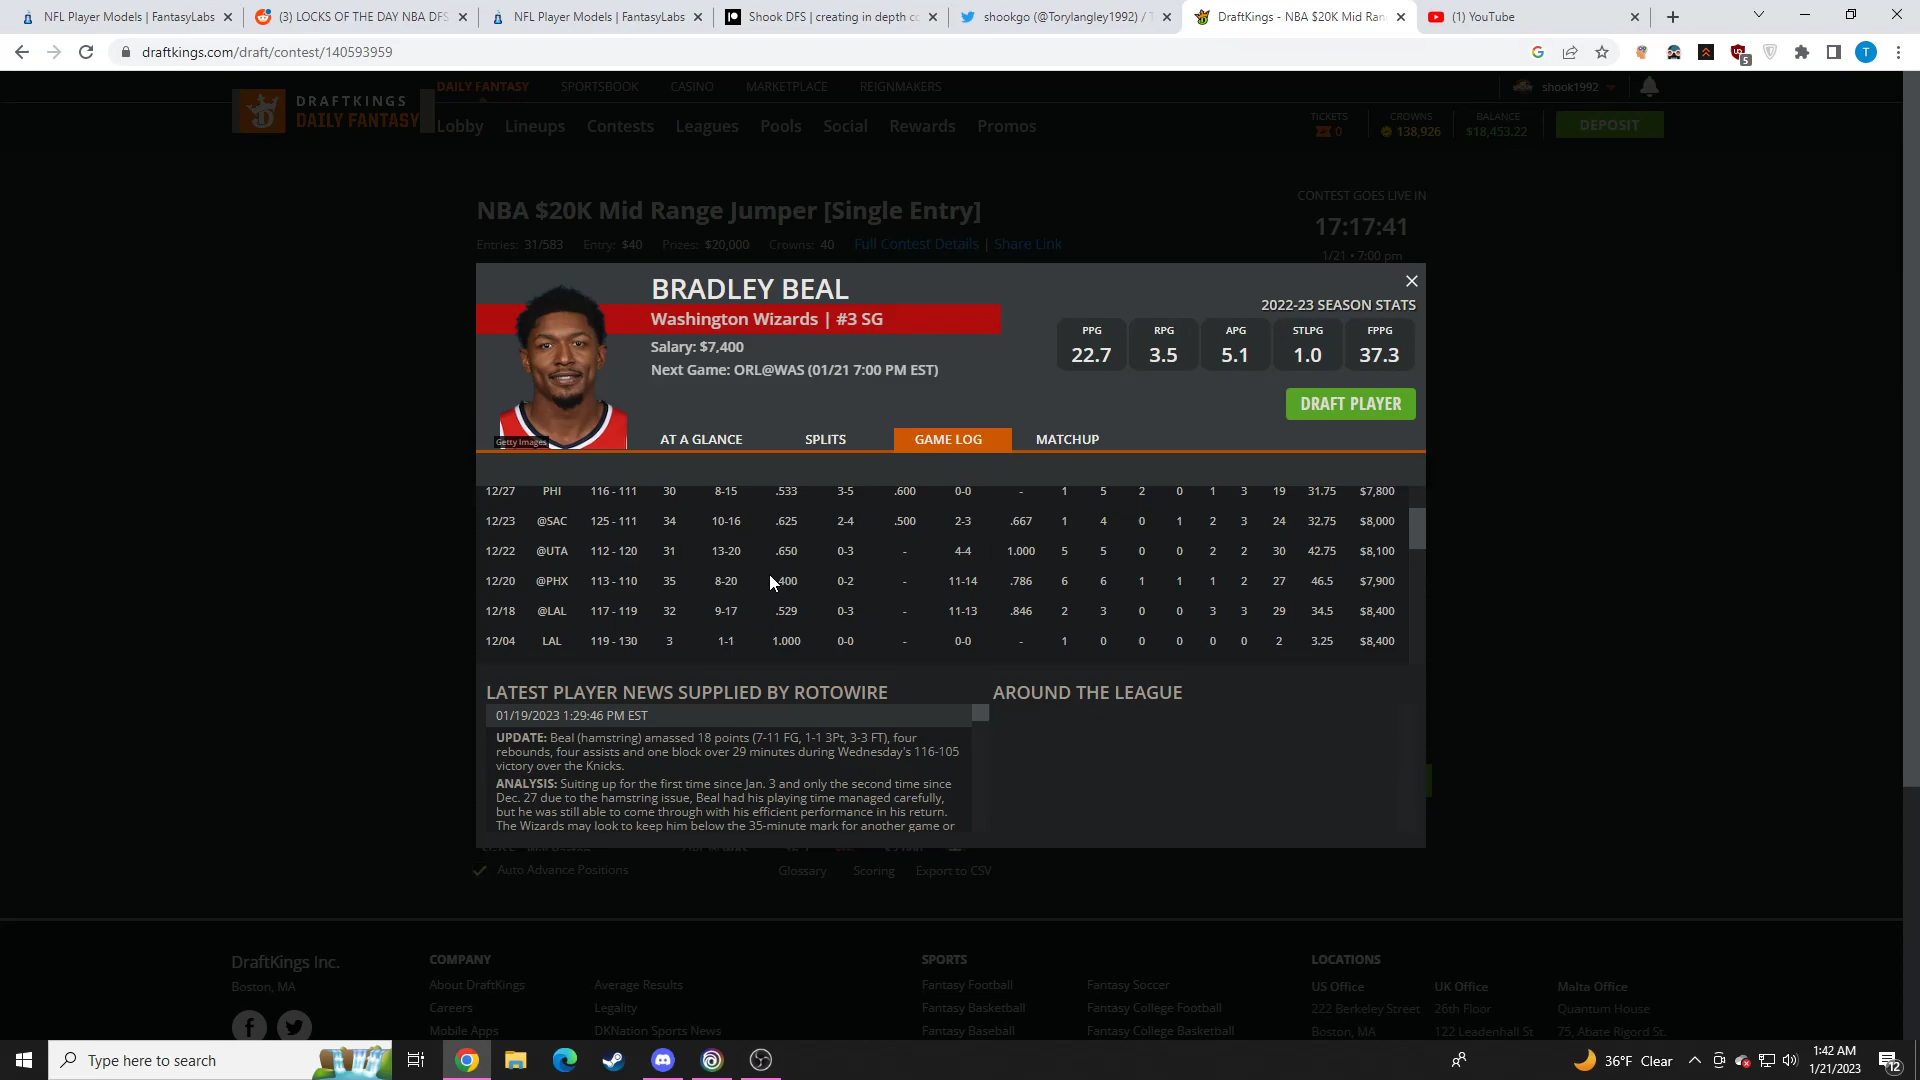 NFL Player Models | FantasyLabs
(3) LOCKS OF THE DAY NBA DFS
NFL Player Models | FantasyLabs
Shook DFS | creating in depth co
shookgo (@Torylangley1992) / T
DraftKings - NBA $20K Mid Ran
(1) YouTube
draftkings.com/draft/contest/140593959
5
T
DRAFTKINGS
DAILY FANTASY
DAILY FANTASY SPORTSBOOK CASINO MARKETPLACE REIGNMAKERS
shook1992
Lobby Lineups Contests Leagues Pools Social Rewards Promos
TICKETS
0
CROWNS
138,926
BALANCE
$18,453.22
DEPOSIT
NBA $20K Mid Range Jumper [Single Entry]
CONTEST GOES LIVE IN
17:17:41
1/21 • 7:00 pm
Entries: 31/583 Entry: $40 Prizes: $20,000 Crowns: 40 Full Contest Details | Share Link
BRADLEY BEAL
Washington Wizards | #3 SG
Salary: $7,400
Next Game: ORL@WAS (01/21 7:00 PM EST)
Getty Images
2022-23 SEASON STATS
PPG RPG APG STLPG FPPG
22.7 3.5 5.1 1.0 37.3
DRAFT PLAYER
AT A GLANCE SPLITS GAME LOG MATCHUP
12/27 PHI 116 - 111 30 8-15 .533 3-5 .600 0-0 - 1 5 2 0 1 3 19 31.75 $7,800
12/23 @SAC 125 - 111 34 10-16 .625 2-4 .500 2-3 .667 1 4 0 1 2 3 24 32.75 $8,000
12/22 @UTA 112 - 120 31 13-20 .650 0-3 - 4-4 1.000 5 5 0 0 2 2 30 42.75 $8,100
12/20 @PHX 113 - 110 35 8-20 .400 0-2 - 11-14 .786 6 6 1 1 1 2 27 46.5 $7,900
12/18 @LAL 117 - 119 32 9-17 .529 0-3 - 11-13 .846 2 3 0 0 3 3 29 34.5 $8,400
12/04 LAL 119 - 130 3 1-1 1.000 0-0 - 0-0 - 1 0 0 0 0 0 2 3.25 $8,400
LATEST PLAYER NEWS SUPPLIED BY ROTOWIRE
AROUND THE LEAGUE
01/19/2023 1:29:46 PM EST
UPDATE: Beal (hamstring) amassed 18 points (7-11 FG, 1-1 3Pt, 3-3 FT), four
rebounds, four assists and one block over 29 minutes during Wednesday's 116-105
victory over the Knicks.
ANALYSIS: Suiting up for the first time since Jan. 3 and only the second time since
Dec. 27 due to the hamstring issue, Beal had his playing time managed carefully,
but he was still able to come through with his efficient performance in his return.
The Wizards may look to keep him below the 35-minute mark for another game or
Auto Advance Positions
Glossary Scoring Export to CSV
DraftKings Inc.
Boston, MA
COMPANY
About DraftKings
Careers
Mobile Apps
Average Results
Legality
DKNation Sports News
SPORTS
Fantasy Football
Fantasy Basketball
Fantasy Baseball
Fantasy Soccer
Fantasy College Football
Fantasy College Basketball
LOCATIONS
US Office
222 Berkeley Street
Boston, MA
UK Office
26th Floor
122 Leadenhall St
Malta Office
Quantum House
75, Abate Rigord St.
Type here to search
36°F Clear
1:42 AM
1/21/2023
12